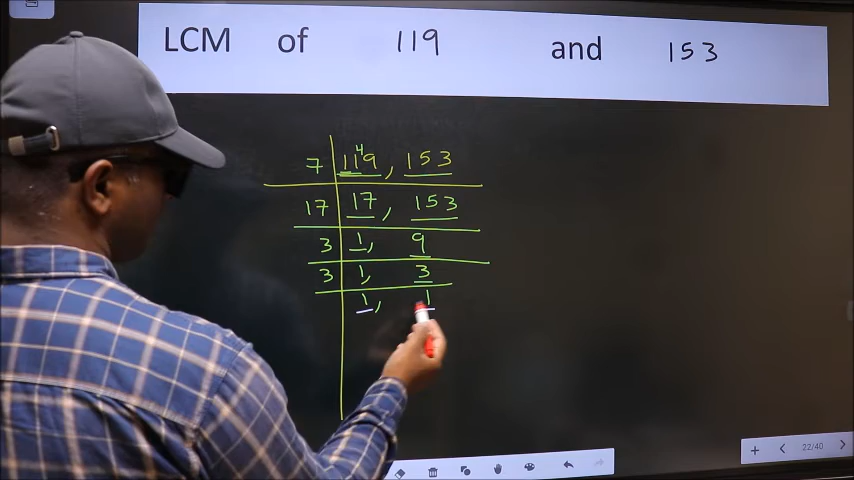 LCM of 119 and 153
7 119, 153
4
17 17, 153
3 1, 9
3 1, 3
1, 1
22/40